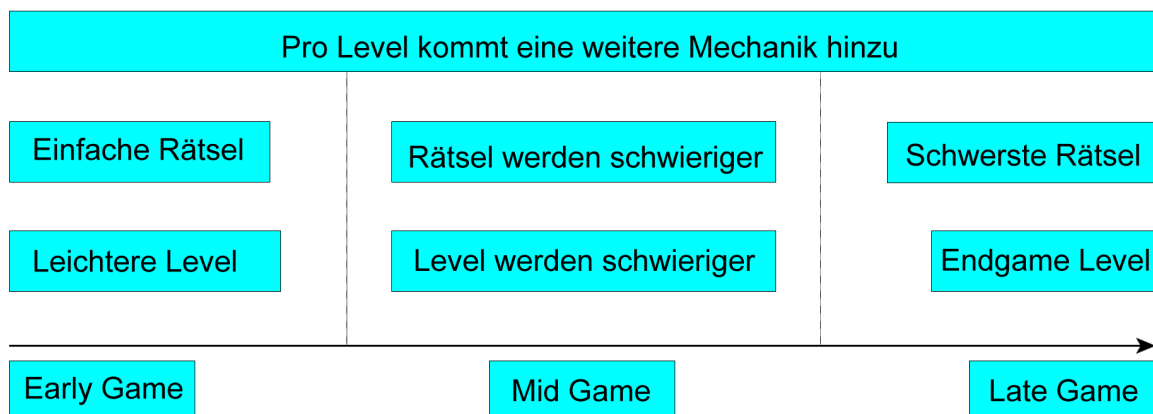 Pro Level kommt eine weitere Mechanik hinzu
Einfache Rätsel
Rätsel werden schwieriger
Schwerste Rätsel
Leichtere Level
Level werden schwieriger
Endgame Level
Early Game
Mid Game
Late Game